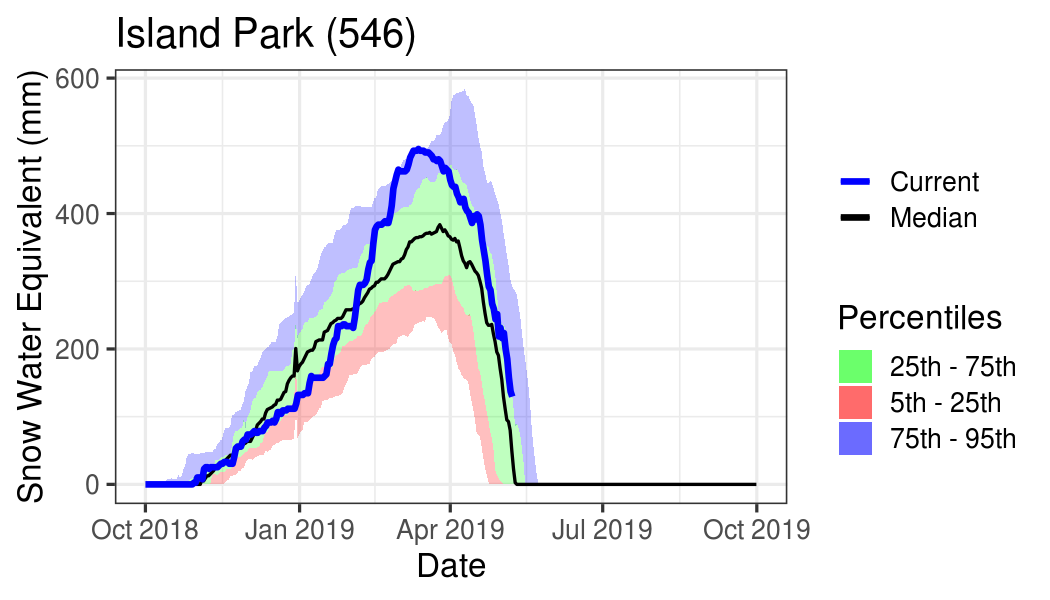 Island Park (546)
Snow Water Equivalent (mm)
600
400
200
0
Oct 2018
Jan 2019
Apr 2019
Jul 2019
Oct 2019
Date
Current
Median
Percentiles
25th - 75th
5th - 25th
75th - 95th